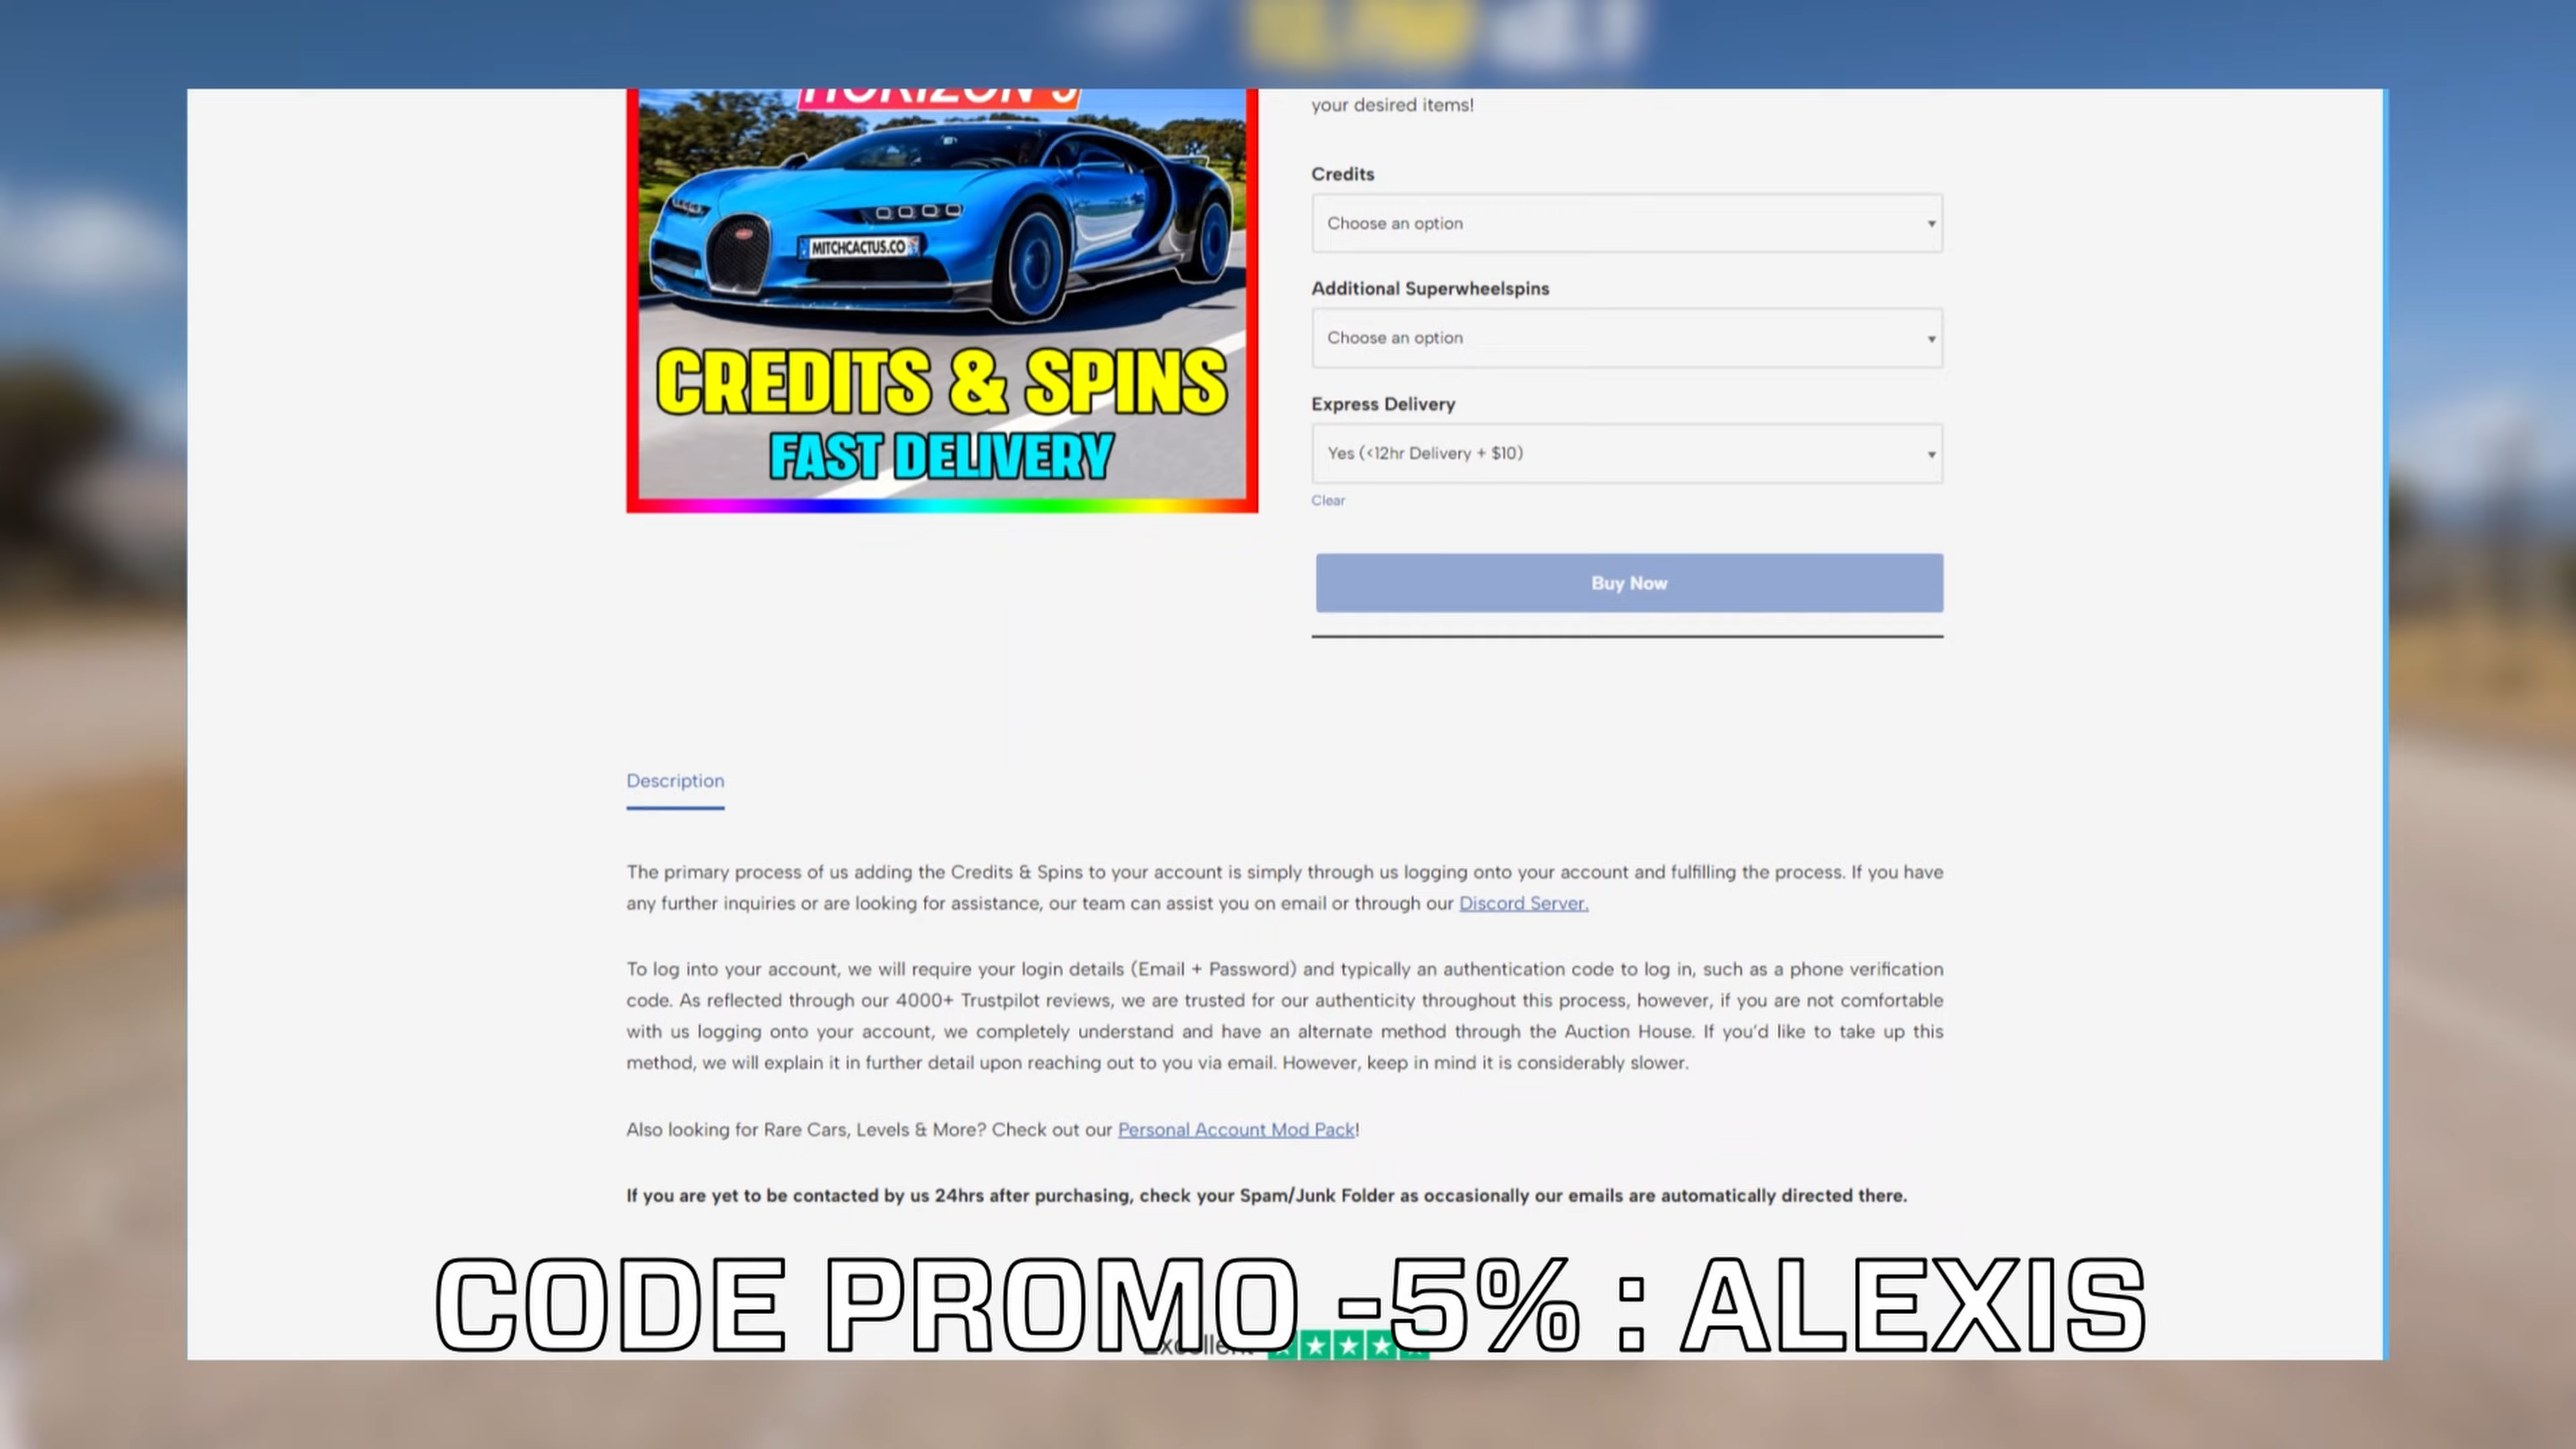 HORIZON 5
your desired items!
Credits
Choose an option
MITCHCACTUS.CO
Additional Superwheelspins
Choose an option
CREDITS & SPINS
Express Delivery
FAST DELIVERY
Yes (<12hr Delivery + $10)
Clear
Buy Now
Description
The primary process of us adding the Credits & Spins to your account is simply through us logging onto your account and fulfilling the process. If you have
any further inquiries or are looking for assistance, our team can assist you on email or through our Discord Server.
To log into your account, we will require your login details (Email + Password) and typically an authentication code to log in, such as a phone verification
code. As reflected through our 4000+ Trustpilot reviews, we are trusted for our authenticity throughout this process, however, if you are not comfortable
with us logging onto your account, we completely understand and have an alternate method through the Auction House. If you'd like to take up this
method, we will explain it in further detail upon reaching out to you via email. However, keep in mind it is considerably slower.
Also looking for Rare Cars, Levels & More? Check out our Personal Account Mod Pack!
If you are yet to be contacted by us 24hrs after purchasing, check your Spam/Junk Folder as occasionally our emails are automatically directed there.
CODE PROMO -5% : ALEXIS
Excellent